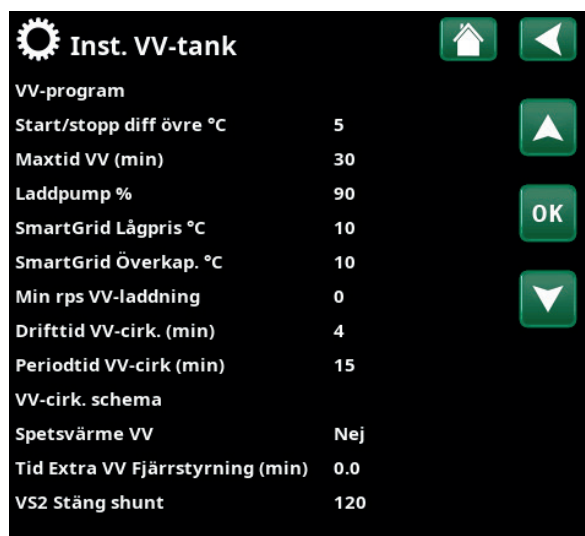 Inst. VV-tank
VV-program
Start/stopp diff övre °C 5
Maxtid VV (min) 30
Laddpump % 90
SmartGrid Lågpris °C 10
SmartGrid Överkap. °C 10
Min rps VV-laddning 0
Drifttid VV-cirk. (min) 4
Periodtid VV-cirk (min) 15
VV-cirk. schema
Spetsvärme VV Nej
Tid Extra VV Fjärrstyrning (min) 0.0
VS2 Stäng shunt 120
OK